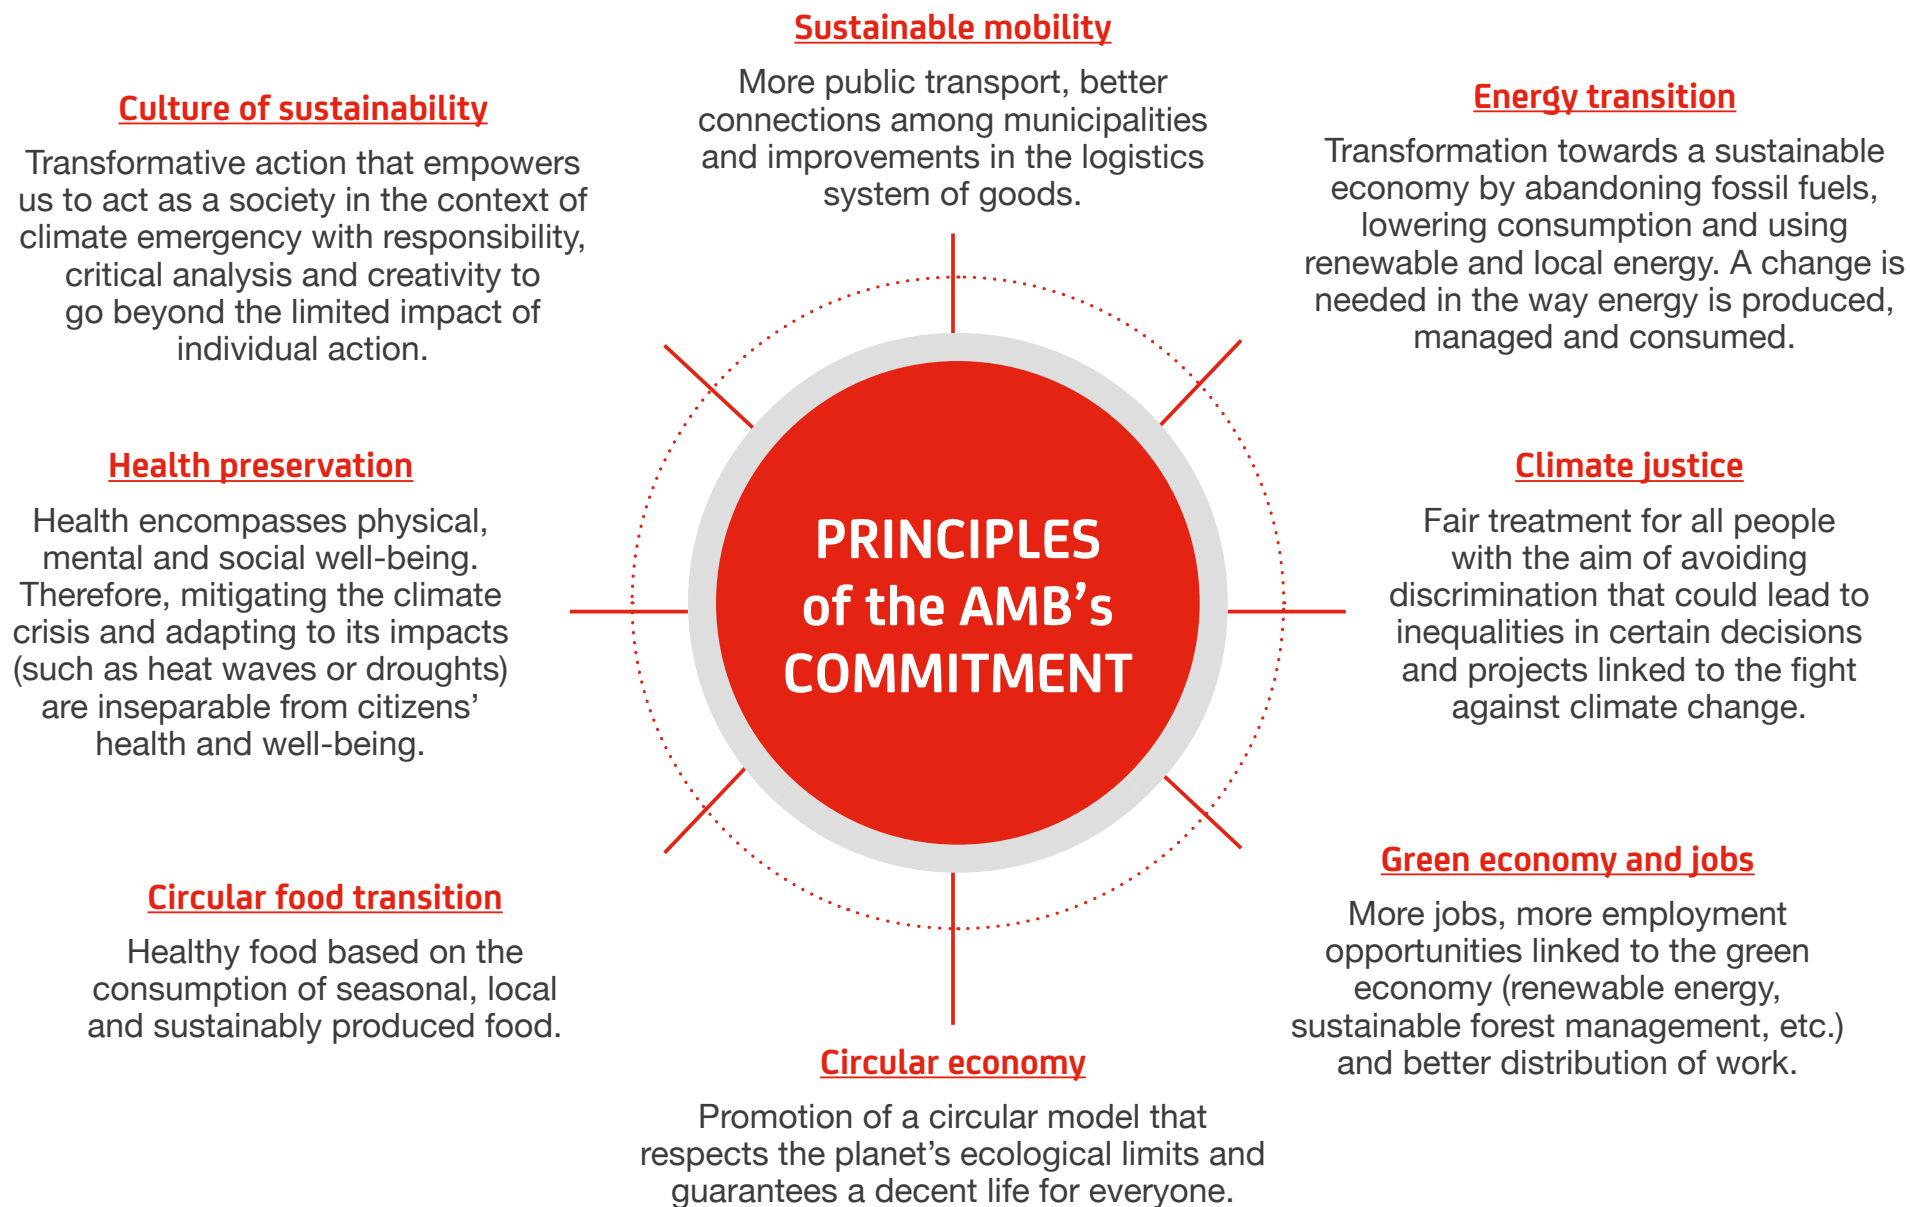 Sustainable mobility
More public transport, better
connections among municipalities
and improvements in the logistics
system of goods.
Energy transition
Transformation towards a sustainable
economy by abandoning fossil fuels,
lowering consumption and using
renewable and local energy. A change is
needed in the way energy is produced,
managed and consumed.
Climate justice
Fair treatment for all people
with the aim of avoiding
discrimination that could lead to
inequalities in certain decisions
and projects linked to the fight
against climate change.
Green economy and jobs
More jobs, more employment
opportunities linked to the green
economy (renewable energy,
sustainable forest management, etc.)
and better distribution of work.
Circular economy
Promotion of a circular model that
respects the planet’s ecological limits and
guarantees a decent life for everyone.
Circular food transition
Healthy food based on the
consumption of seasonal, local
and sustainably produced food.
Health preservation
Health encompasses physical,
mental and social well-being.
Therefore, mitigating the climate
crisis and adapting to its impacts
(such as heat waves or droughts)
are inseparable from citizens’
health and well-being.
Culture of sustainability
Transformative action that empowers
us to act as a society in the context of
climate emergency with responsibility,
critical analysis and creativity to
go beyond the limited impact of
individual action.
PRINCIPLES
of the AMB’s
COMMITMENT